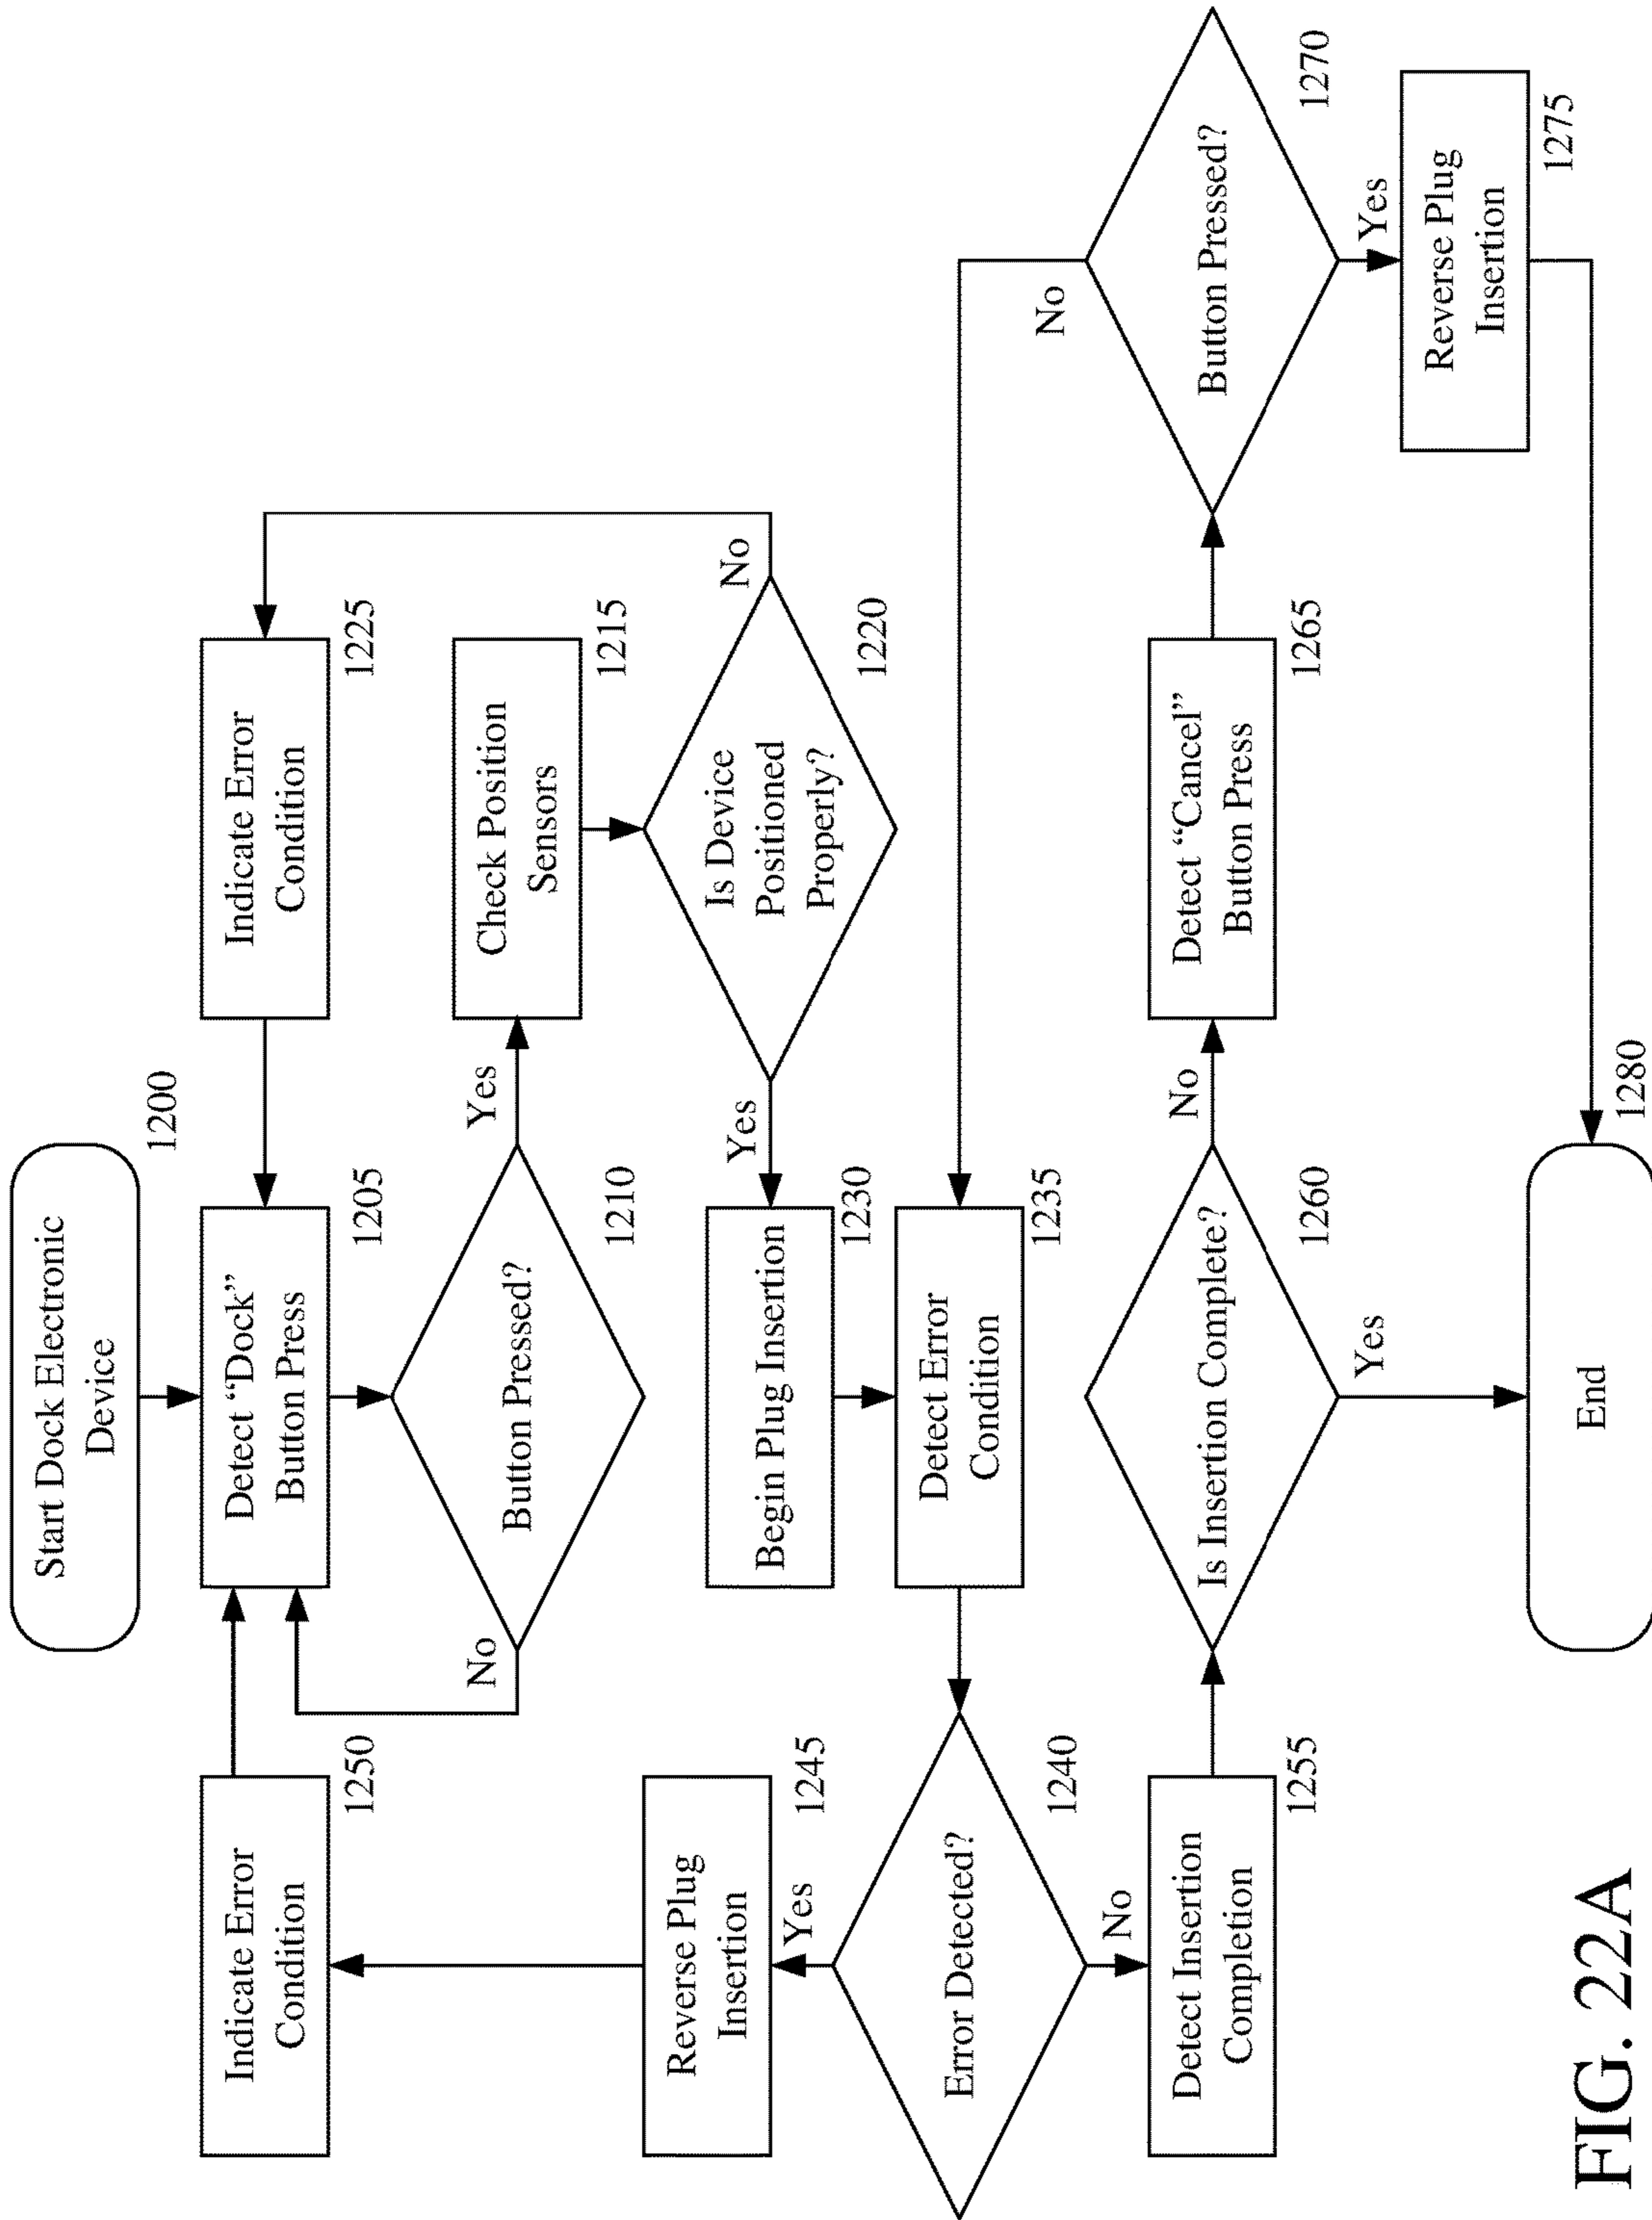 Start Dock Electronic
Device
1200
Detect “Dock”
Button Press
1205
Button Pressed?
1210
No
Yes
Check Position
Sensors
1215
Is Device
Positioned
Properly?
1220
No
Indicate Error
Condition
1225
Yes
Begin Plug Insertion
1230
Detect Error
Condition
1235
Error Detected?
1240
Yes
Reverse Plug
Insertion
1245
Indicate Error
Condition
1250
No
Detect Insertion
Completion
1255
Is Insertion Complete?
1260
No
Detect “Cancel”
Button Press
1265
Button Pressed?
1270
No
Yes
Reverse Plug
Insertion
1275
Yes
End
1280
FIG. 22A